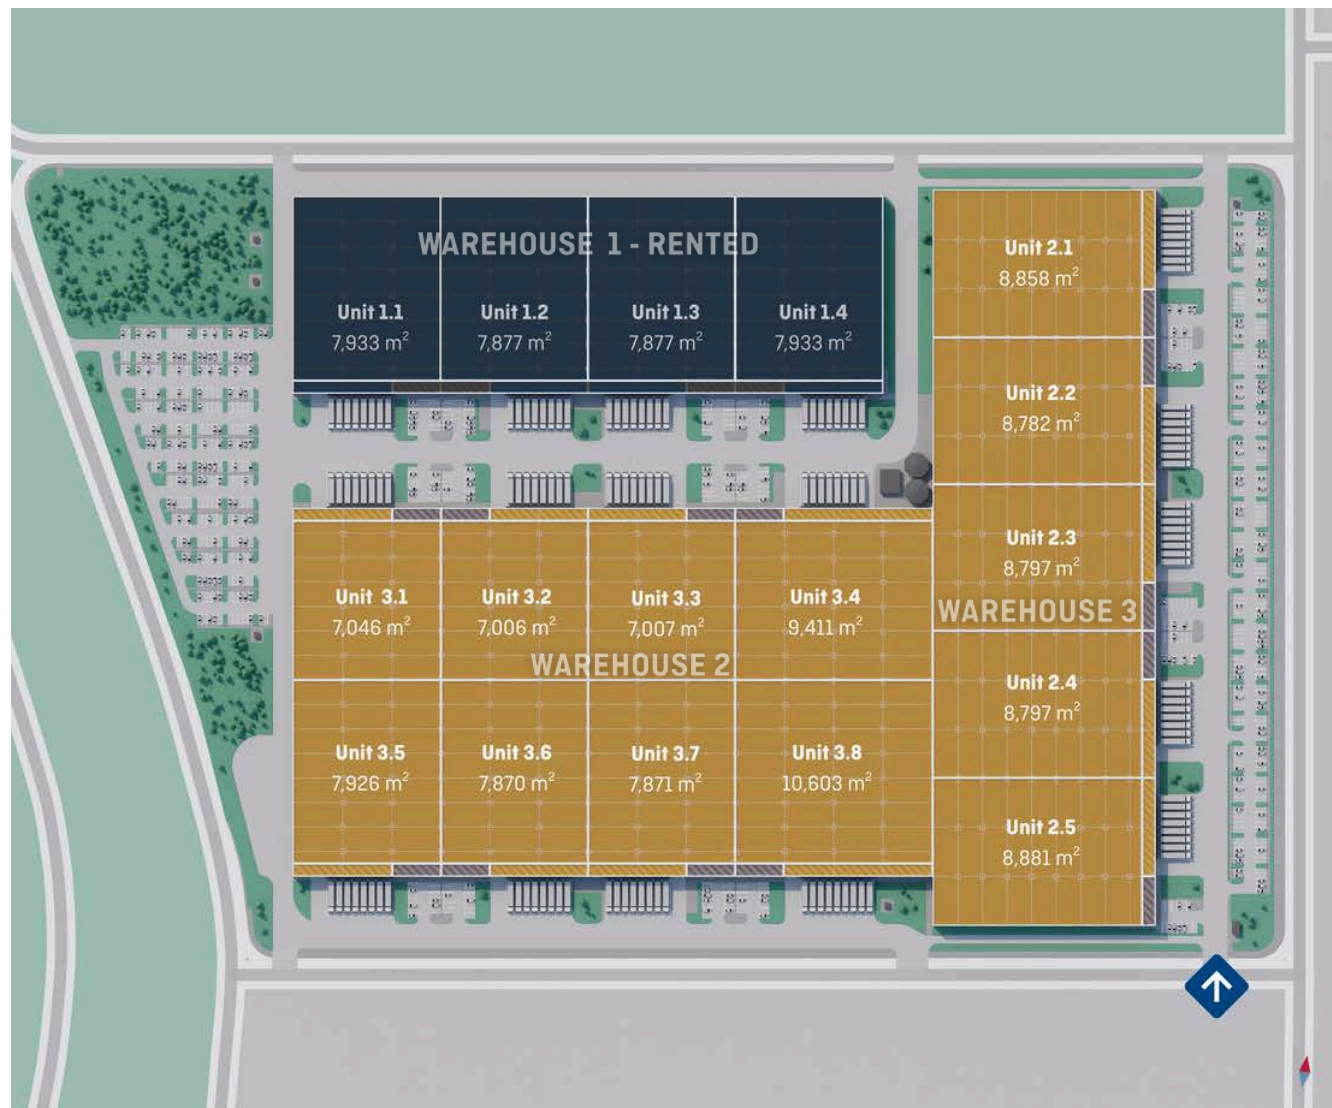 WAREHOUSE 1 - RENTED
Unit 1.1
7,933 m²
Unit 1.2
7,877 m²
Unit 1.3
7,877 m²
Unit 1.4
7,933 m²
Unit 2.1
8,858 m²
Unit 2.2
8,782 m²
Unit 2.3
8,797 m²
WAREHOUSE 3
Unit 2.4
8,797 m²
Unit 2.5
8,881 m²
Unit 3.1
7,046 m²
Unit 3.2
7,006 m²
Unit 3.3
7,007 m²
Unit 3.4
9,411 m²
WAREHOUSE 2
Unit 3.5
7,926 m²
Unit 3.6
7,870 m²
Unit 3.7
7,871 m²
Unit 3.8
10,603 m²